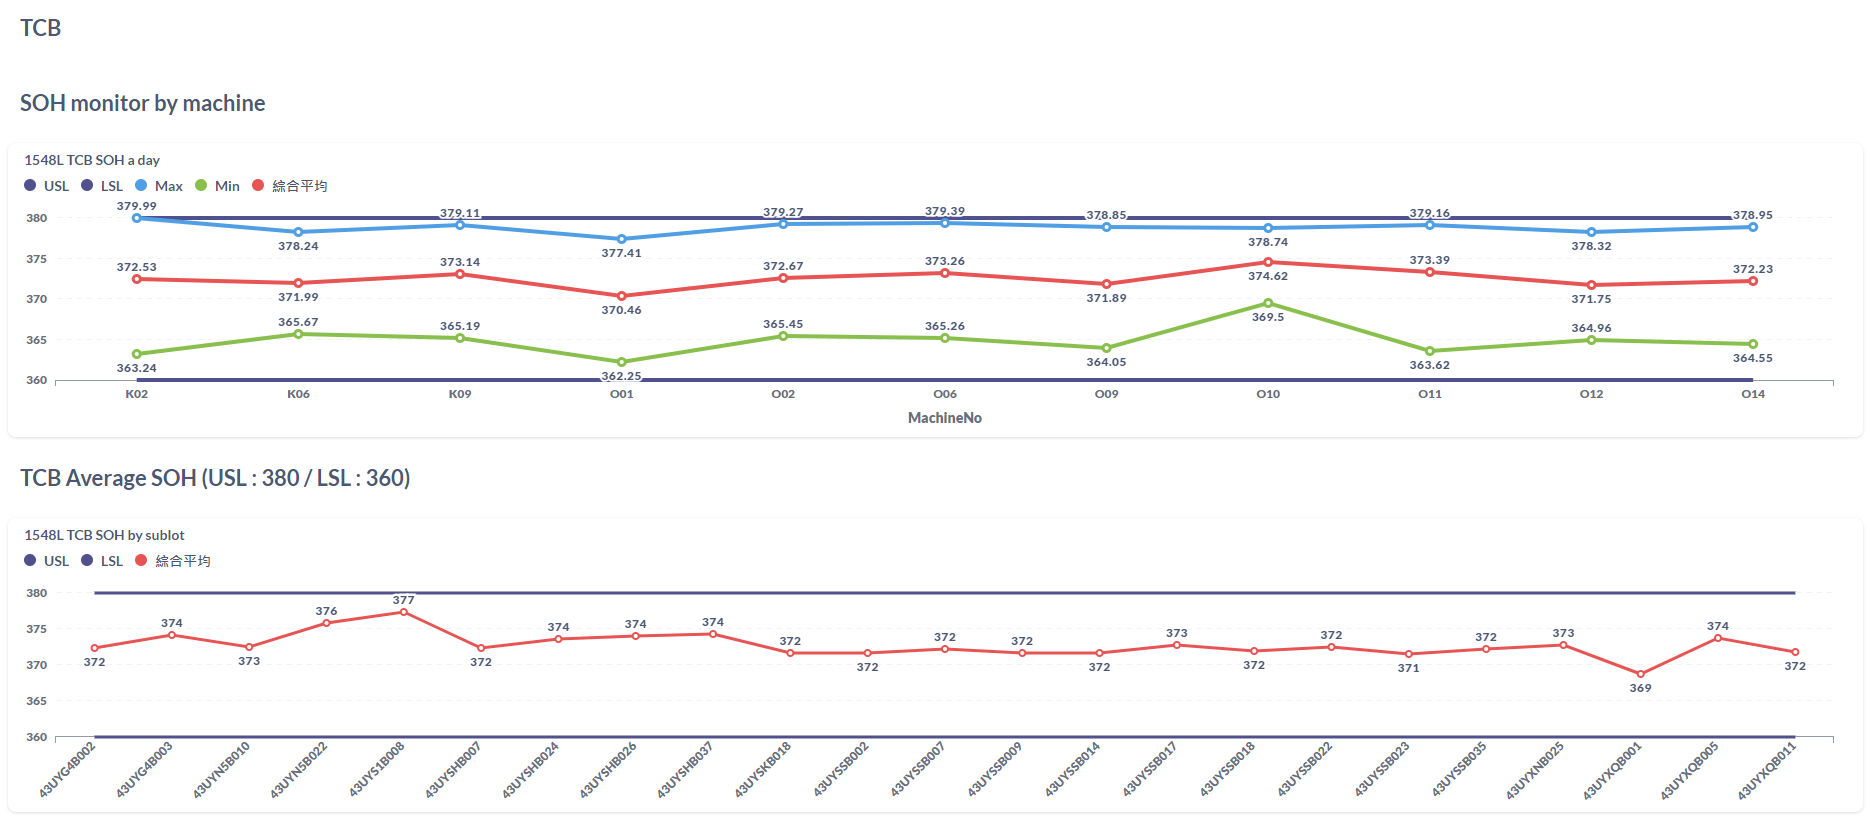 TCB
SOH monitor by machine
1548L TCB SOH a day
USL LSL Max Min 綜合平均
379.99 378.24 379.11 377.41 379.27 379.39 378.85 378.74 379.16 378.32 378.95
372.53 371.99 373.14 370.46 372.67 373.26 371.89 374.62 373.39 371.75 372.23
363.24 365.67 365.19 362.25 365.45 365.26 364.05 369.5 363.62 364.96 364.55
380
375
370
365
360
K02 K06 K09 O01 O02 O06 O09 O10 O11 O12 O14
MachineNo
TCB Average SOH (USL : 380 / LSL : 360)
1548L TCB SOH by sublot
USL LSL 綜合平均
380
375
370
365
360
372 374 373 376 377 372 374 374 374 372 372 372 372 372 373 372 372 371 372 373 369 374 372
43UYG4B002 43UYG4B003 43UYN5B010 43UYN5B022 43UYS1B008 43UYSHB007 43UYSHB024 43UYSHB026 43UYSHB037 43UYSKB018 43UYSSB002 43UYSSB007 43UYSSB009 43UYSSB014 43UYSSB017 43UYSSB018 43UYSSB022 43UYSSB023 43UYSSB035 43UYXNB025 43UYXQB001 43UYXQB005 43UYXQB011